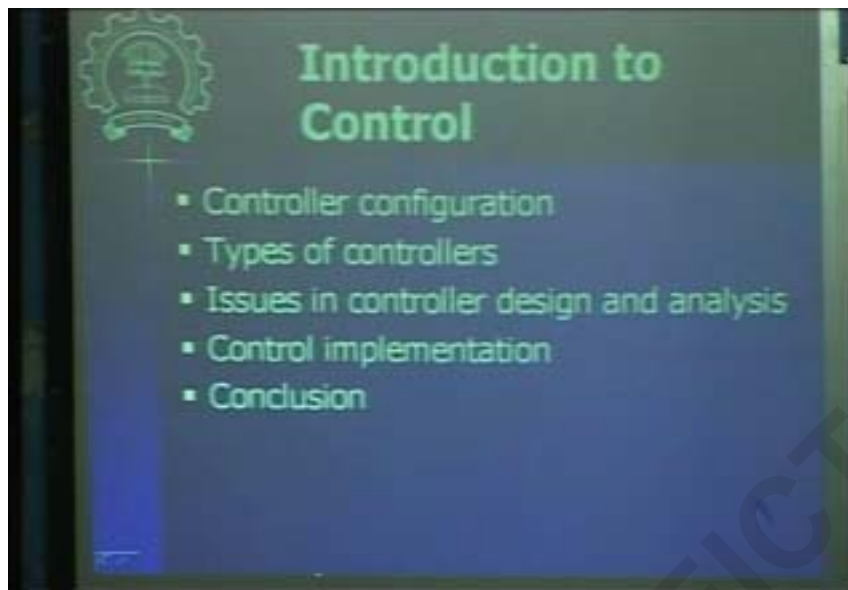 Introduction to
Control
▪ Controller configuration
▪ Types of controllers
▪ Issues in controller design and analysis
▪ Control implementation
▪ Conclusion